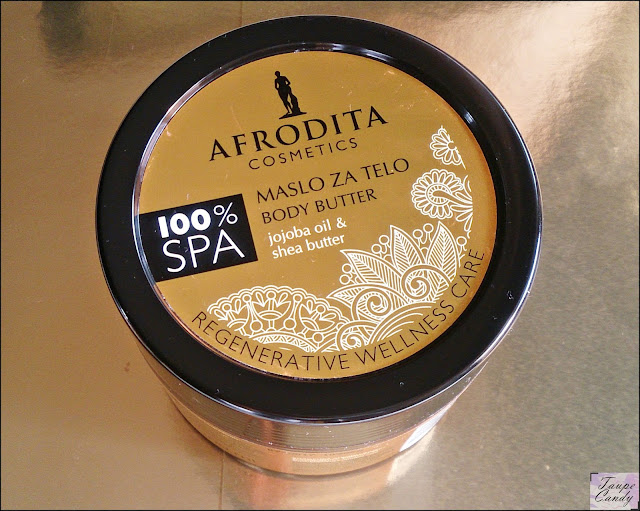 AFRODITA
COSMETICS
MASLO ZA TELO
BODY BUTTER
100%
SPA
jojoba oil &
shea butter
REGENERATIVE WELLNESS CARE
Taupe
Candy